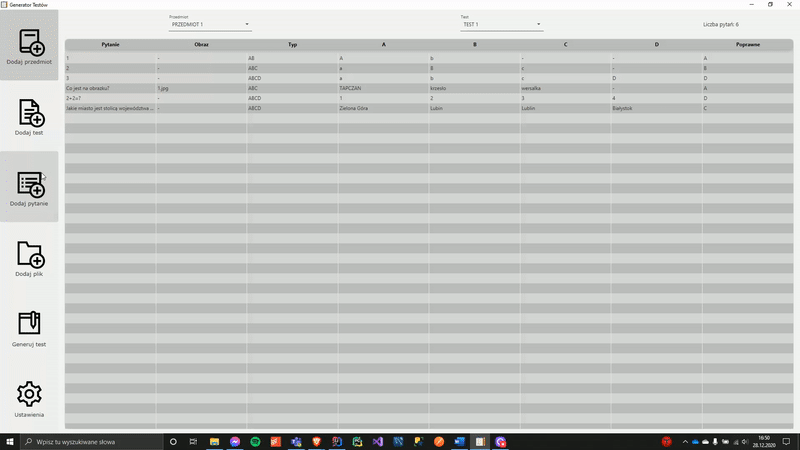 Generator Testów
Dodaj przedmiot
Dodaj test
Dodaj pytanie
Dodaj plik
Generuj test
Ustawienia
Przedmiot
PRZEDMIOT 1
Test
TEST 1
Liczba pytań: 6
Pytanie Obraz Typ A B C D Poprawne
1 - AB A b - - A
2 - ABC a B c - B
3 - ABCD a b c D D
Co jest na obrazku? 1.jpg ABC TAPCZAN krzesło wersalka - A
2+2=? - ABCD 1 2 3 4 D
Jakie miasto jest stolicą województwa ... - ABCD Zielona Góra Lubin Lublin Białystok C
Wpisz tu wyszukiwane słowa
16:50
28.12.2020